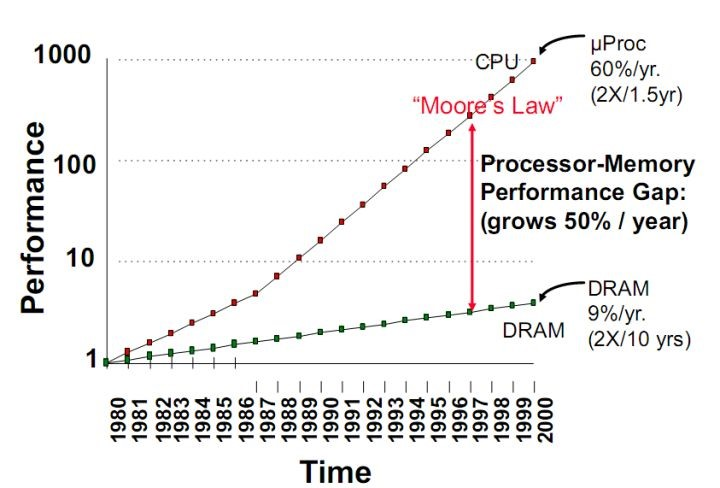 1000
100
10
1
Performance
CPU
"Moore's Law"
µProc
60%/yr.
(2X/1.5yr)
Processor-Memory
Performance Gap:
(grows 50% / year)
DRAM
DRAM
9%/yr.
(2X/10 yrs)
1980
1981
1982
1983
1984
1985
1986
1987
1988
1989
1990
1991
1992
1993
1994
1995
1996
1997
1998
1999
2000
Time